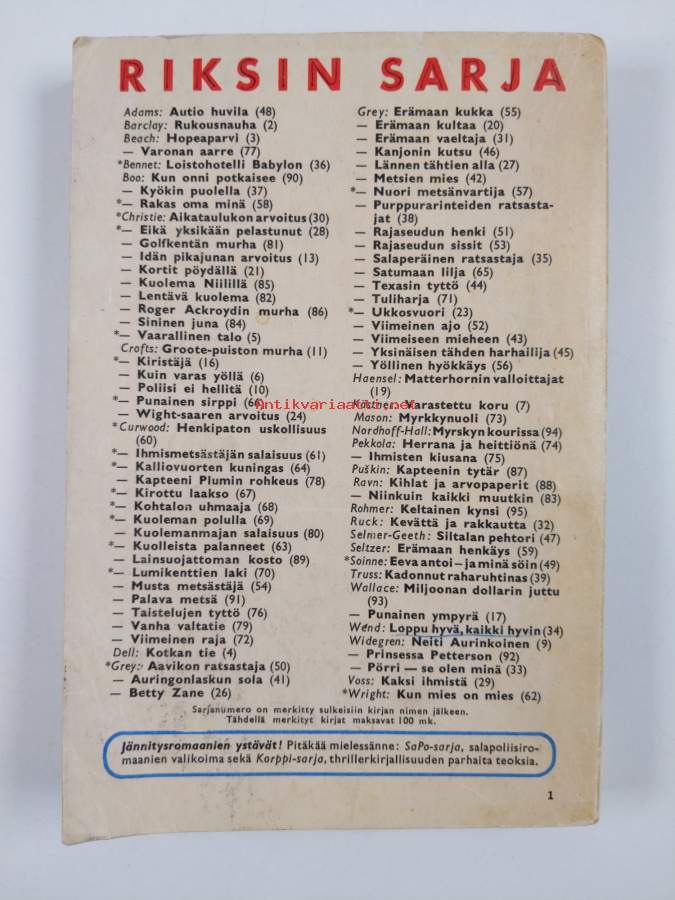 RIKSIN SARJA
Adams: Autio huvila (48)
Barclay: Rukousnauha (2)
Beach: Hopeaparvi (3)
— Varonan aarre (77)
*Bennet: Loistohotelli Babylon (36)
Boo: Kun onni potkaisee (90)
— Kyökin puolella (37)
*— Rakas oma minä (58)
*Christie: Aikataulukon arvoitus (30)
*— Eikä yksikään pelastunut (28)
— Golfkentän murha (81)
— Idän pikajunan arvoitus (13)
— Kortit pöydällä (21)
— Kuolema Niilillä (85)
— Lentävä kuolema (82)
— Roger Ackroydin murha (86)
— Sininen juna (84)
*— Vaarallinen talo (5)
Crofts: Groote-puiston murha (11)
*— Kiristäjä (16)
— Kuin varas yöllä (6)
— Poliisi ei hellitä (10)
*— Punainen sirppi
— Wight-saaren arvoitus (24)
*Curwood: Henkipaton uskollisuus
(60)
*— Ihmismetsästäjän salaisuus (61)
*— Kalliovuorten kuningas (64)
— Kapteeni Plumin rohkeus (78)
*— Kirottu laakso (67)
*— Kohtalon uhmaaja (68)
*— Kuoleman polulla (69)
— Kuolemanmajan salaisuus (80)
*— Kuolleista palanneet (63)
— Lainsuojattoman kosto (89)
*— Lumikenttien laki (70)
— Musta metsästäjä (54)
— Palava metsä (91)
— Taistelujen tyttö (76)
— Vanha valtatie (79)
— Viimeinen raja (72)
Dell: Kotkan tie (4)
*Grey: Aavikon ratsastaja (50)
— Auringonlaskun sola (41)
— Betty Zane (26)
Grey: Erämaan kukka (55)
— Erämaan kultaa (20)
— Erämaan vaeltaja (31)
— Kanjonin kutsu (46)
— Lännen tähtien alla (27)
— Metsien mies (42)
*— Nuori metsänvartija (57)
— Purppurarinteiden ratsasta-
jat (38)
— Rajaseudun henki (51)
— Rajaseudun sissit (53)
— Salaperäinen ratsastaja (35)
— Satumaan lilja (65)
— Texasin tyttö (44)
— Tuliharja (71)
*— Ukkosvuori (23)
— Viimeinen ajo (52)
— Viimeiseen mieheen (43)
— Yksinäisen tähden harhailija (45)
— Yöllinen hyökkäys (56)
Haensel: Matterhornin valloittajat
(19)
Kästner: Varastettu koru (7)
Mason: Myrkkynuoli (73)
Nordhoff-Hall: Myrskyn kourissa (94)
Pekkola: Herrana ja heittiönä (74)
— Ihmisten kiusana (75)
Puškin: Kapteenin tytär (87)
Ravn: Kihlat ja arvopaperit (88)
— Niinkuin kaikki muutkin (83)
Rohmer: Keltainen kynsi (95)
Ruck: Kevättä ja rakkautta (32)
Selmer-Geeth: Siltalan pehtori (47)
Seltzer: Erämaan henkäys (59)
*Soinne: Eeva antoi — ja minä söin (49)
Truss: Kadonnut raharuhtinas (39)
Wallace: Miljoonan dollarin juttu
(93)
— Punainen ympyrä (17)
Wend: Loppu hyvä, kaikki hyvin (34)
Widegren: Neiti Aurinkoinen (9)
— Prinsessa Petterson (92)
— Pörri — se olen minä (33)
Voss: Kaksi ihmistä (29)
*Wright: Kun mies on mies (62)
Sarjanumero on merkitty sulkeisiin kirjan nimen jälkeen.
Tähdellä merkityt kirjat maksavat 100 mk.
Jännitysromaanien ystävät! Pitäkää mielessänne: SaPo-sarja, salapoliisiro-
maanien valikoima sekä Korppi-sarja, thrillerkirjallisuuden parhaita teoksia.
1
Antikvariaatti.net